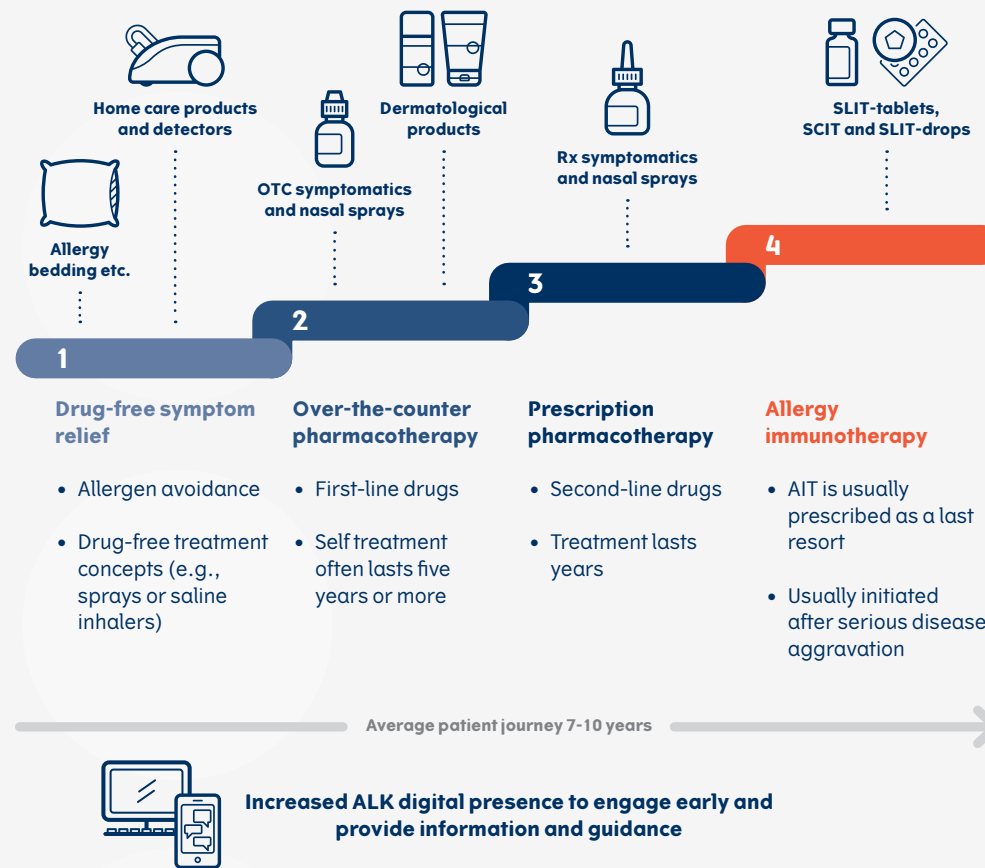 Home care products
and detectors
Dermatological
products
SLIT-tablets,
SCIT and SLIT-drops
Rx symptomatics
and nasal sprays
OTC symptomatics
and nasal sprays
Allergy
bedding etc.
1
2
3
4
Drug-free symptom
relief
• Allergen avoidance
• Drug-free treatment
concepts (e.g.,
sprays or saline
inhalers)
Over-the-counter
pharmacotherapy
• First-line drugs
• Self treatment
often lasts five
years or more
Prescription
pharmacotherapy
• Second-line drugs
• Treatment lasts
years
Allergy
immunotherapy
• AIT is usually
prescribed as a last
resort
• Usually initiated
after serious disease
aggravation
Average patient journey 7-10 years
Increased ALK digital presence to engage early and
provide information and guidance